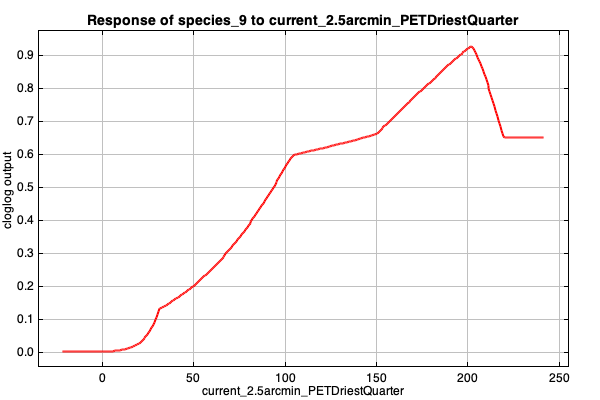 Response of species_9 to current_2.5arcmin_PETDriestQuarter
cloglog output
0.9
0.8
0.7
0.6
0.5
0.4
0.3
0.2
0.1
0.0
0 50 100 150 200 250
current_2.5arcmin_PETDriestQuarter